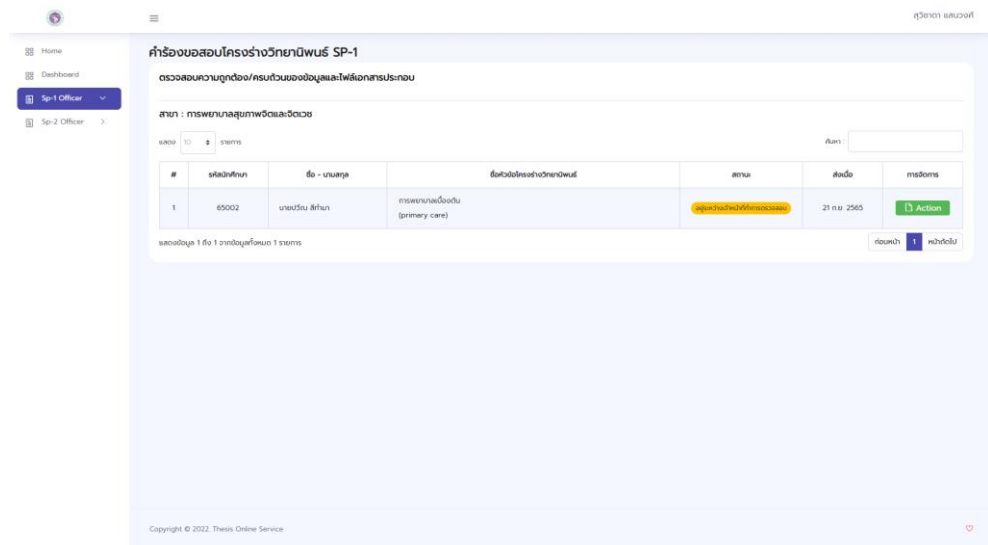 สุวิชาดา แสนวงศ์
Home
Dashboard
Sp-1 Officer
Sp-2 Officer
คำร้องขอสอบโครงร่างวิทยานิพนธ์ SP-1
ตรวจสอบความถูกต้อง/ครบถ้วนของข้อมูลและไฟล์เอกสารประกอบ
สาขา : การพยาบาลสุขภาพจิตและจิตเวช
แสดง 10 รายการ
ค้นหา :
# รหัสนักศึกษา ชื่อ - นามสกุล ชื่อหัวข้อโครงร่างวิทยานิพนธ์ สถานะ ส่งเมื่อ การจัดการ
1 65002 นายปวีณ สีทำมา การพยาบาลเบื้องต้น อยู่ระหว่างเจ้าหน้าที่ทำการตรวจสอบ 21 ก.ย. 2565 Action
(primary care)
แสดงข้อมูล 1 ถึง 1 จากข้อมูลทั้งหมด 1 รายการ
ก่อนหน้า 1 หน้าถัดไป
Copyright © 2022. Thesis Online Service